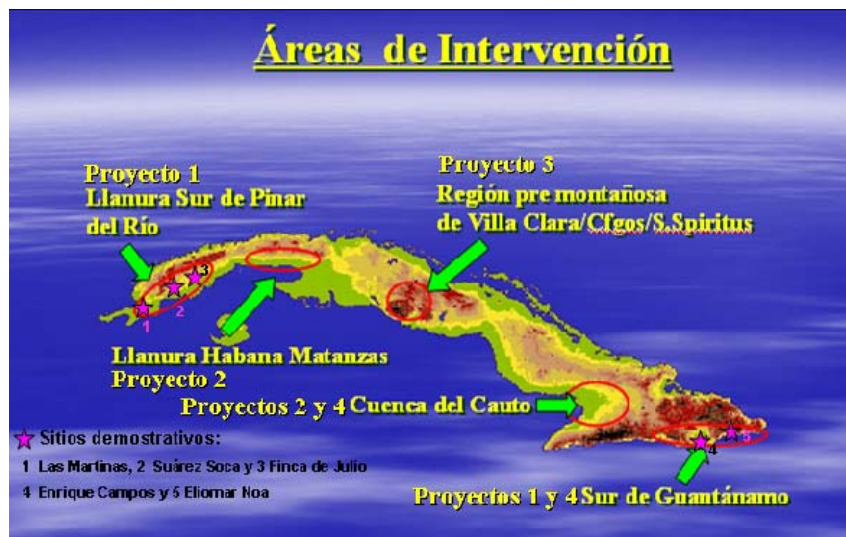 Áreas de Intervención
Proyecto 1
Llanura Sur de Pinar
del Río
Proyecto 3
Región pre montañosa
de Villa Clara/Cfgos/S.Spiritus
3
2
1
Llanura Habana Matanzas
Proyecto 2
Proyectos 2 y 4 Cuenca del Cauto
5
4
Sitios demostrativos:
1 Las Martinas, 2 Suárez Soca y 3 Finca de Julio
4 Enrique Campos y 5 Eliomar Noa
Proyectos 1 y 4 Sur de Guantánamo